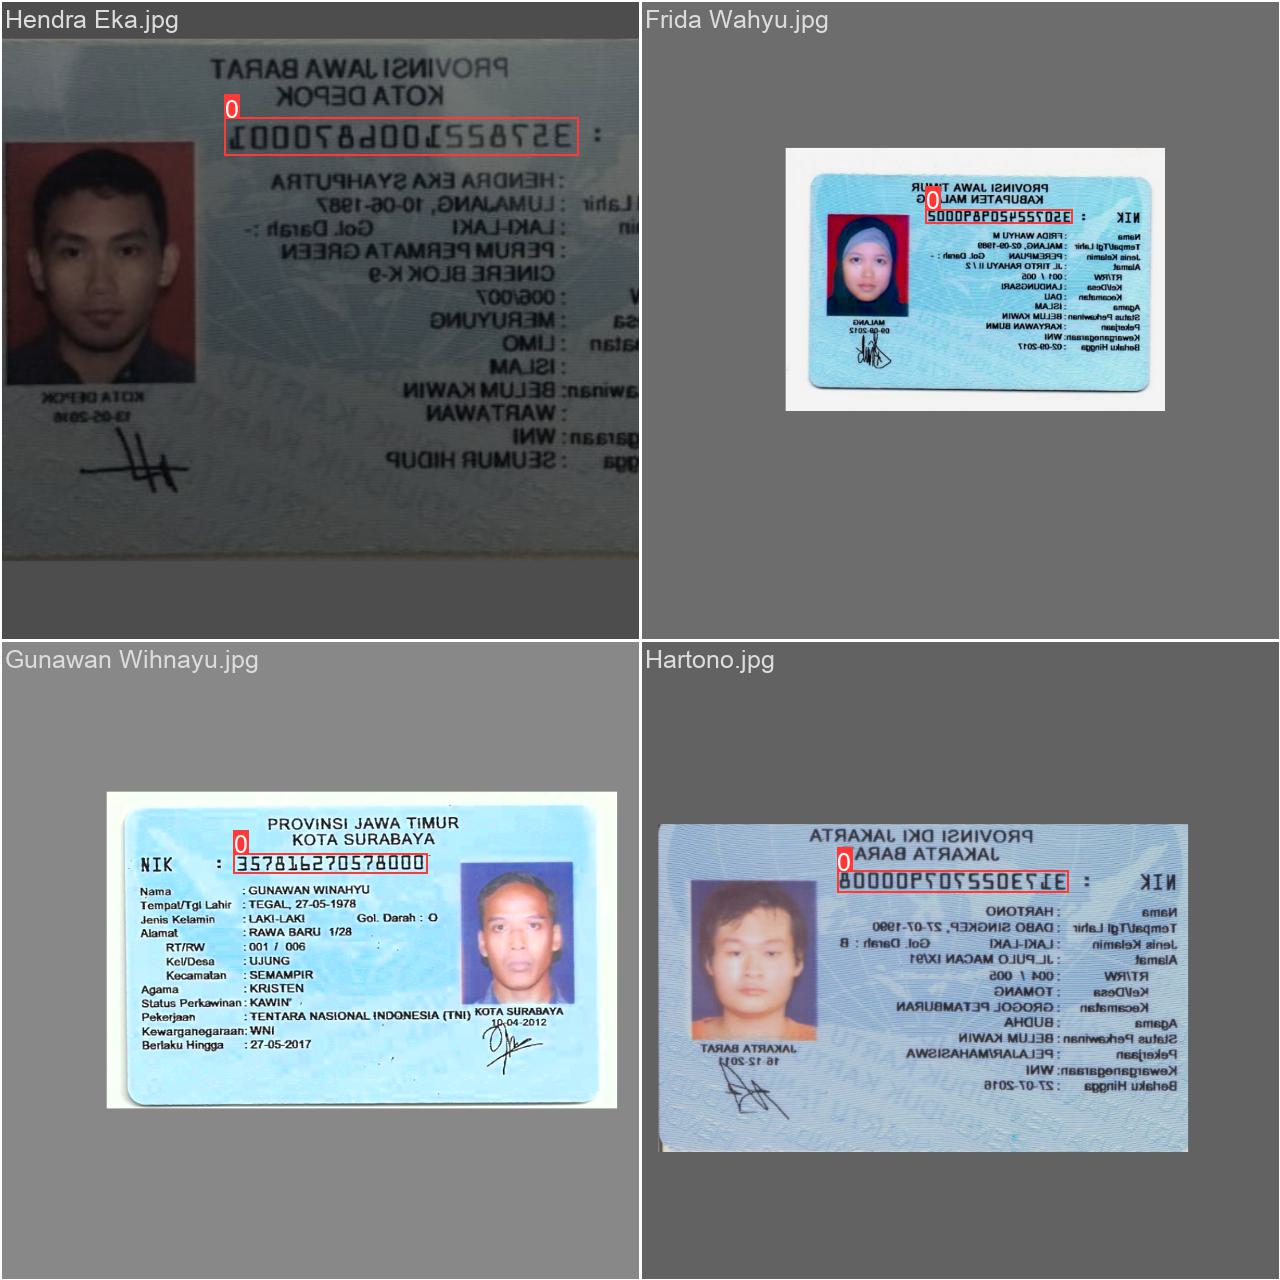 Hendra Eka.jpg
PROVINSI JAWA BARAT
KOTA DEPOK
0
: 3578221006870001
: HENDRA EKA SYAHPUTRA
Lahir : LUMAJANG, 10-06-1987
in : LAKI-LAKI Gol. Darah : -
: PERUM PERMATA GREEN
CINERE BLOK K-9
W : 006/007
sa : MERUYUNG
matan : LIMO
: ISLAM
awinan: BELUM KAWIN
: WARTAWAN
garaan: WNI
gga : SEUMUR HIDUP
KOTA DEPOK
13-05-2016
Frida Wahyu.jpg
PROVINSI JAWA TIMUR
KABUPATEN MALANG
0
NIK : 3507224209890002
Nama : FRIDA WAHYU M
Tempat/Tgl Lahir : MALANG, 02-09-1989
Jenis Kelamin : PEREMPUAN Gol. Darah : -
Alamat : JL TIRTO RAHAYU II / 2
RT/RW : 001 / 005
Kel/Desa : LANDUNGSARI
Kecamatan : DAU
Agama : ISLAM
Status Perkawinan: BELUM KAWIN
Pekerjaan : KARYAWAN BUMN
Kewarganegaraan: WNI
Berlaku Hingga : 02-09-2017
MALANG
09-09-2012
Gunawan Wihnayu.jpg
PROVINSI JAWA TIMUR
KOTA SURABAYA
0
NIK : 357816270578000
Nama : GUNAWAN WINAHYU
Tempat/Tgl Lahir : TEGAL, 27-05-1978
Jenis Kelamin : LAKI-LAKI Gol. Darah : O
Alamat : RAWA BARU 1/28
RT/RW : 001 / 006
Kel/Desa : UJUNG
Kecamatan : SEMAMPIR
Agama : KRISTEN
Status Perkawinan : KAWIN
Pekerjaan : TENTARA NASIONAL INDONESIA (TNI)
Kewarganegaraan: WNI
Berlaku Hingga : 27-05-2017
KOTA SURABAYA
10-04-2012
Hartono.jpg
PROVINSI DKI JAKARTA
JAKARTA BARA
0
NIK : 3173022707900008
Nama : HARTONO
Tempat/Tgl Lahir : DABO SINGKEP, 27-07-1990
Jenis Kelamin : LAKI-LAKI Gol. Darah : B
Alamat : JL.PULO MACAN IX/91
RT/RW : 004 / 005
Kel/Desa : TOMANG
Kecamatan : GROGOL PETAMBURAN
Agama : BUDHA
Status Perkawinan: BELUM KAWIN
Pekerjaan : PELAJAR/MAHASISWA
Kewarganegaraan: WNI
Berlaku Hingga : 27-07-2016
JAKARTA BARAT
16-12-2011